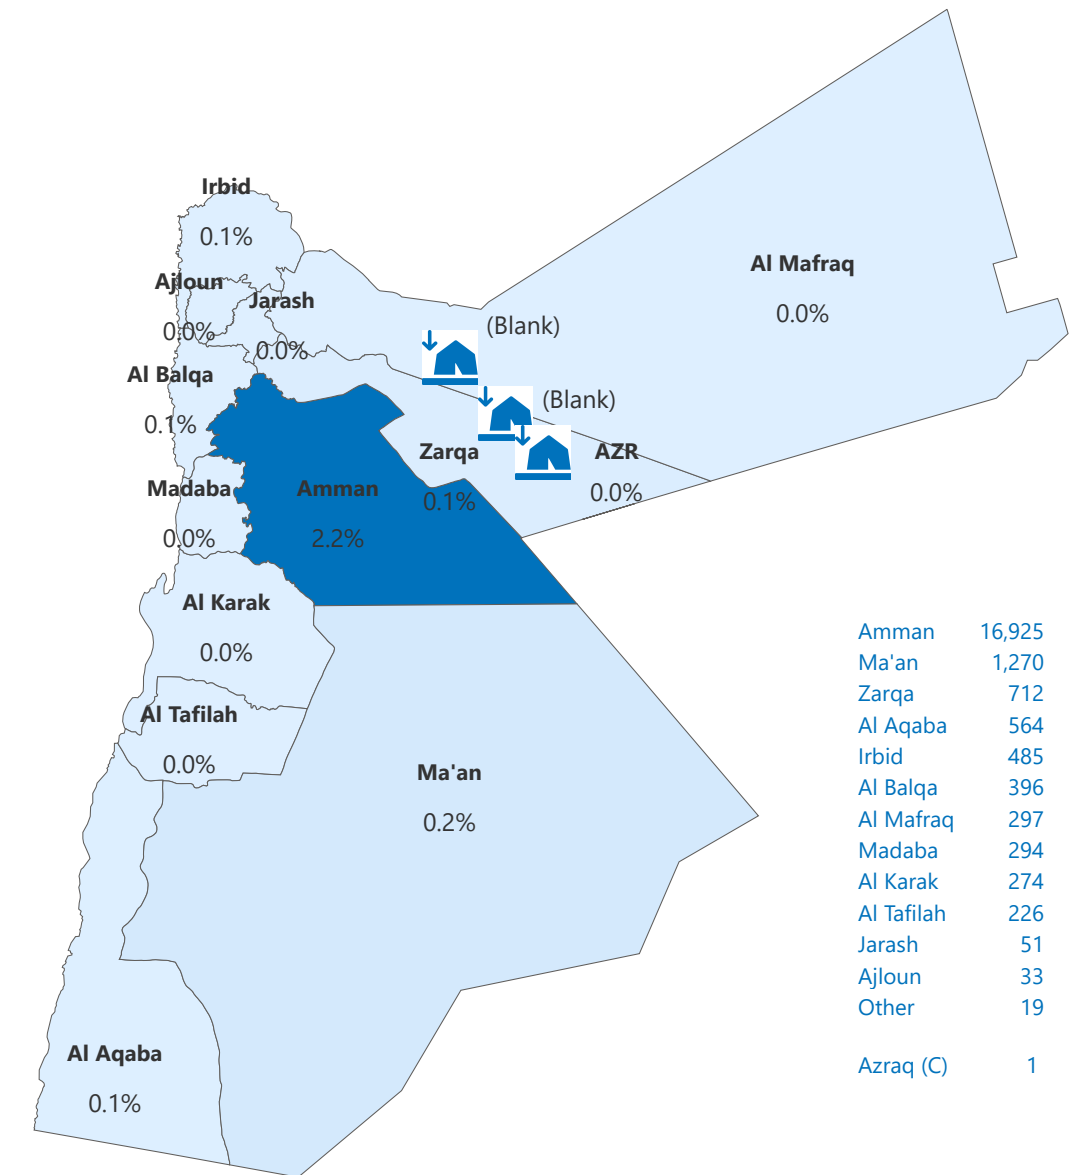 Irbid
0.1%
Al Mafraq
0.0%
Ajloun
0.0%
Jarash
0.0%
(Blank)
Al Balqa
0.1%
(Blank)
Zarqa
0.1%
AZR
0.0%
Madaba
0.0%
Amman
2.2%
Al Karak
0.0%
Al Tafilah
0.0%
Ma'an
0.2%
Al Aqaba
0.1%
Amman 16,925
Ma'an 1,270
Zarqa 712
Al Aqaba 564
Irbid 485
Al Balqa 396
Al Mafraq 297
Madaba 294
Al Karak 274
Al Tafilah 226
Jarash 51
Ajloun 33
Other 19
Azraq (C) 1